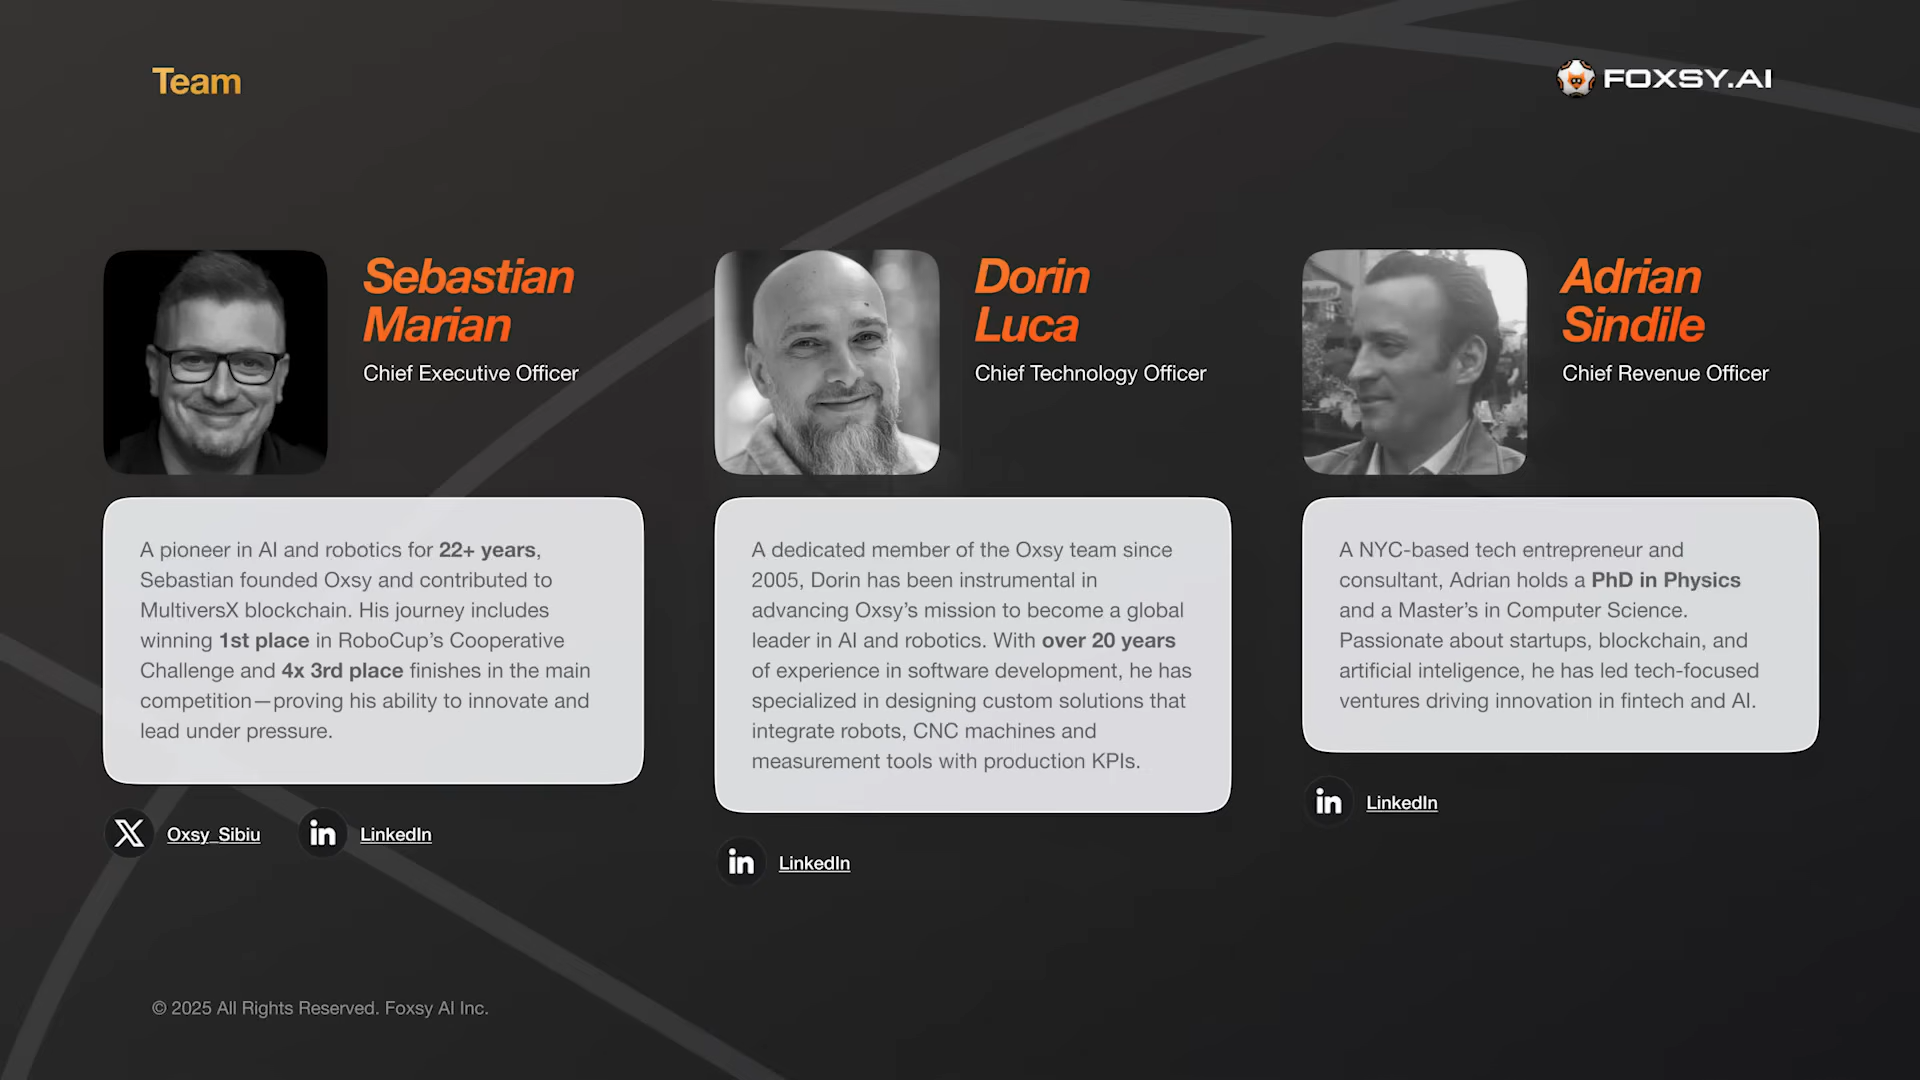 Team
FOXSY.AI
Sebastian
Marian
Chief Executive Officer
A pioneer in AI and robotics for 22+ years,
Sebastian founded Oxsy and contributed to
MultiversX blockchain. His journey includes
winning 1st place in RoboCup's Cooperative
Challenge and 4x 3rd place finishes in the main
competition—proving his ability to innovate and
lead under pressure.
Oxsy_Sibiu
LinkedIn
Dorin
Luca
Chief Technology Officer
A dedicated member of the Oxsy team since
2005, Dorin has been instrumental in
advancing Oxsy's mission to become a global
leader in AI and robotics. With over 20 years
of experience in software development, he has
specialized in designing custom solutions that
integrate robots, CNC machines and
measurement tools with production KPIs.
LinkedIn
Adrian
Sindile
Chief Revenue Officer
A NYC-based tech entrepreneur and
consultant, Adrian holds a PhD in Physics
and a Master's in Computer Science.
Passionate about startups, blockchain, and
artificial inteligence, he has led tech-focused
ventures driving innovation in fintech and AI.
LinkedIn
© 2025 All Rights Reserved. Foxsy AI Inc.